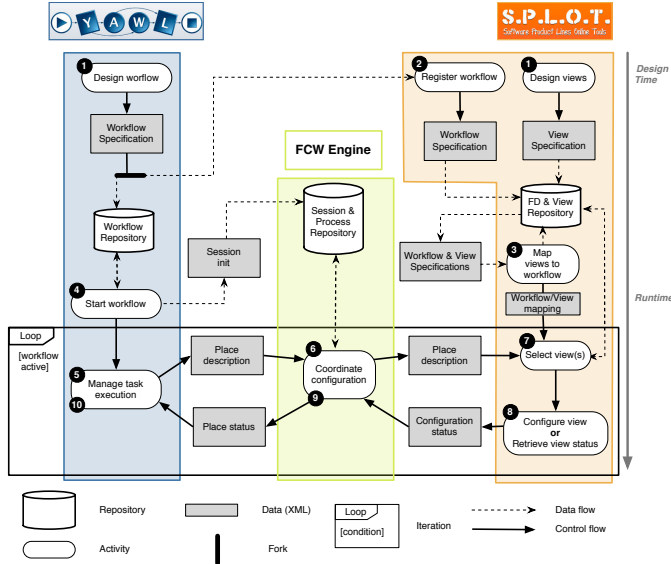 YAWL
S.P.L.O.T.
Software Product Lines Online Tools
Design
Time
1
Design worflow
2
Register workflow
1
Design views
Workflow
Specification
Workflow
Specification
View
Specification
FCW Engine
Workflow
Repository
Session &
Process
Repository
FD & View
Repository
Session
init
Workflow & View
Specifications
3
Map
views to
workflow
4
Start workflow
Workflow/View
mapping
Runtime
Loop
[workflow
active]
5
Manage task
execution
10
Place
description
6
Coordinate
configuration
9
Place
description
7
Select view(s)
Place status
Configuration
status
8
Configure view
or
Retrieve view status
Repository
Data (XML)
Loop
[condition]
Iteration
Data flow
Control flow
Activity
Fork